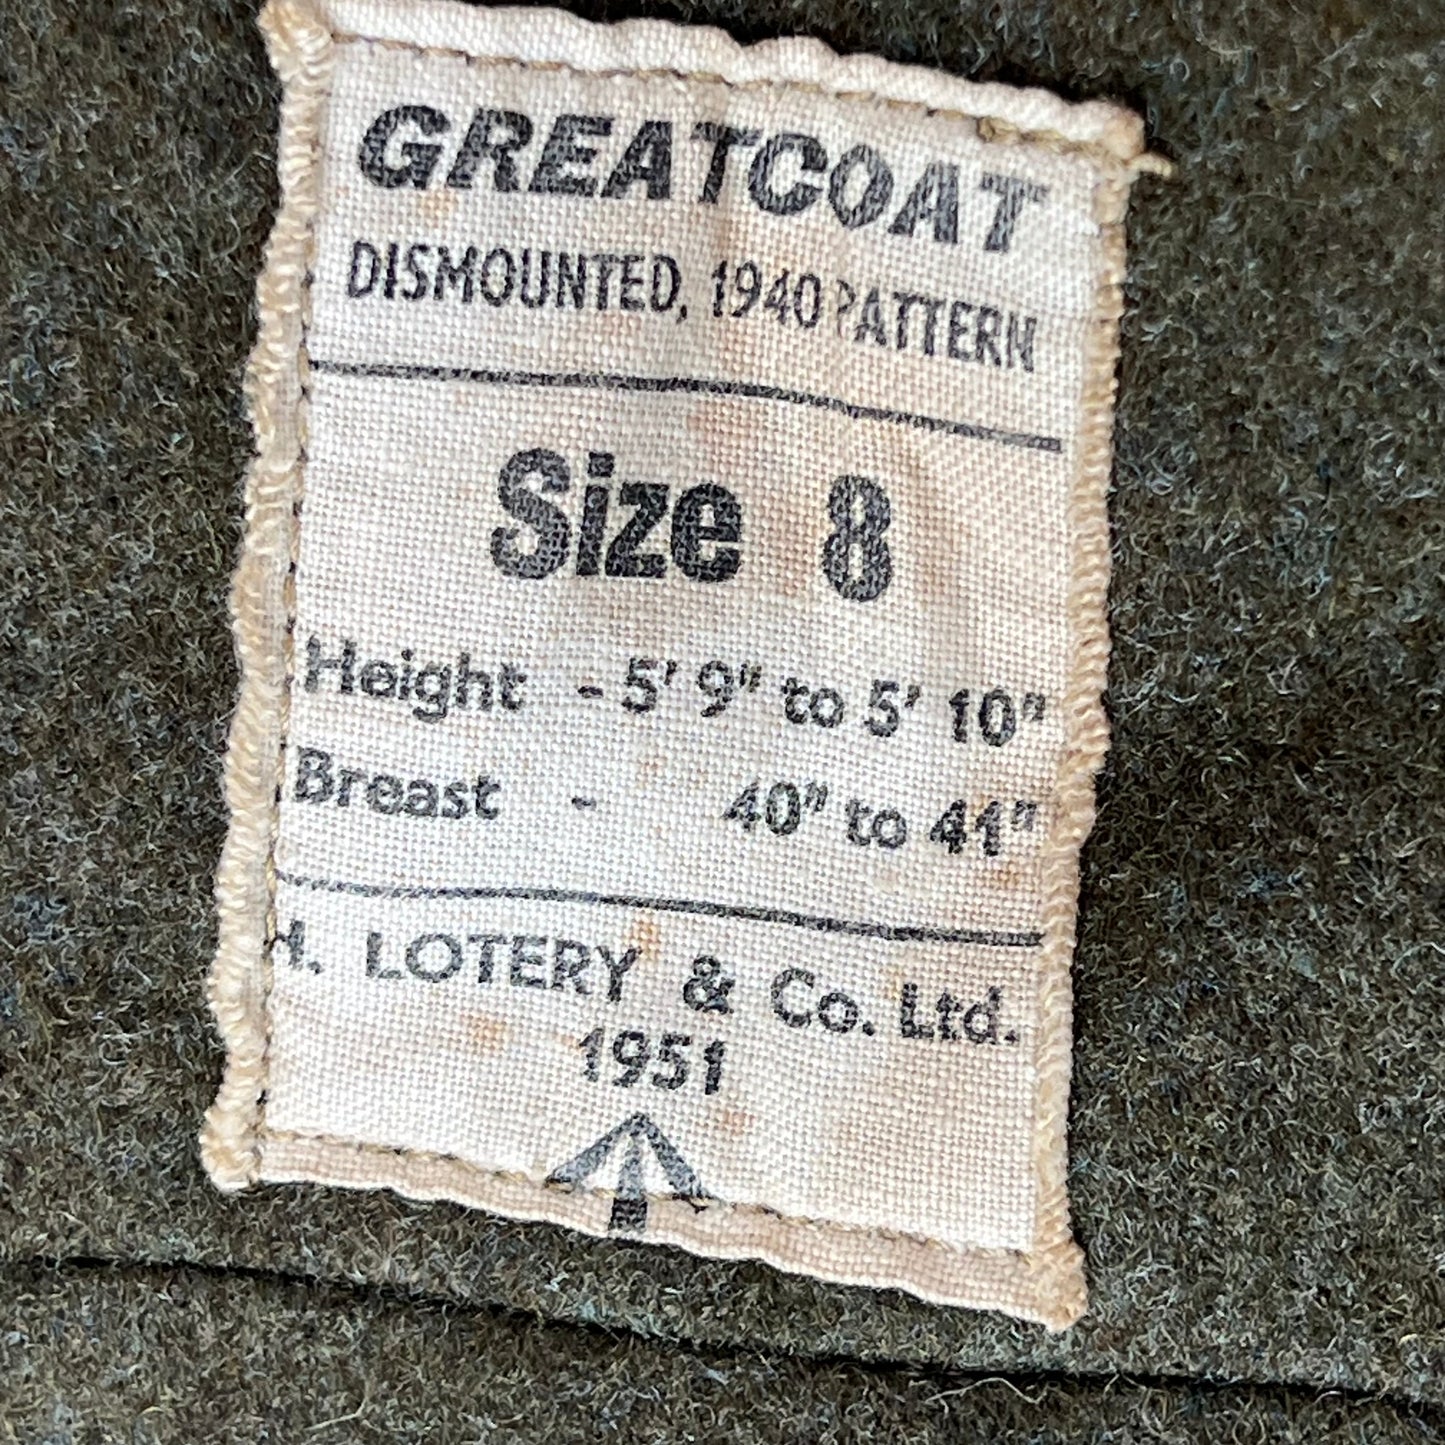 GREATCOAT
DISMOUNTED, 1940 PATTERN
Size 8
Height - 5' 9" to 5' 10"
Breast - 40" to 41"
H. LOTERY & Co. Ltd.
1951